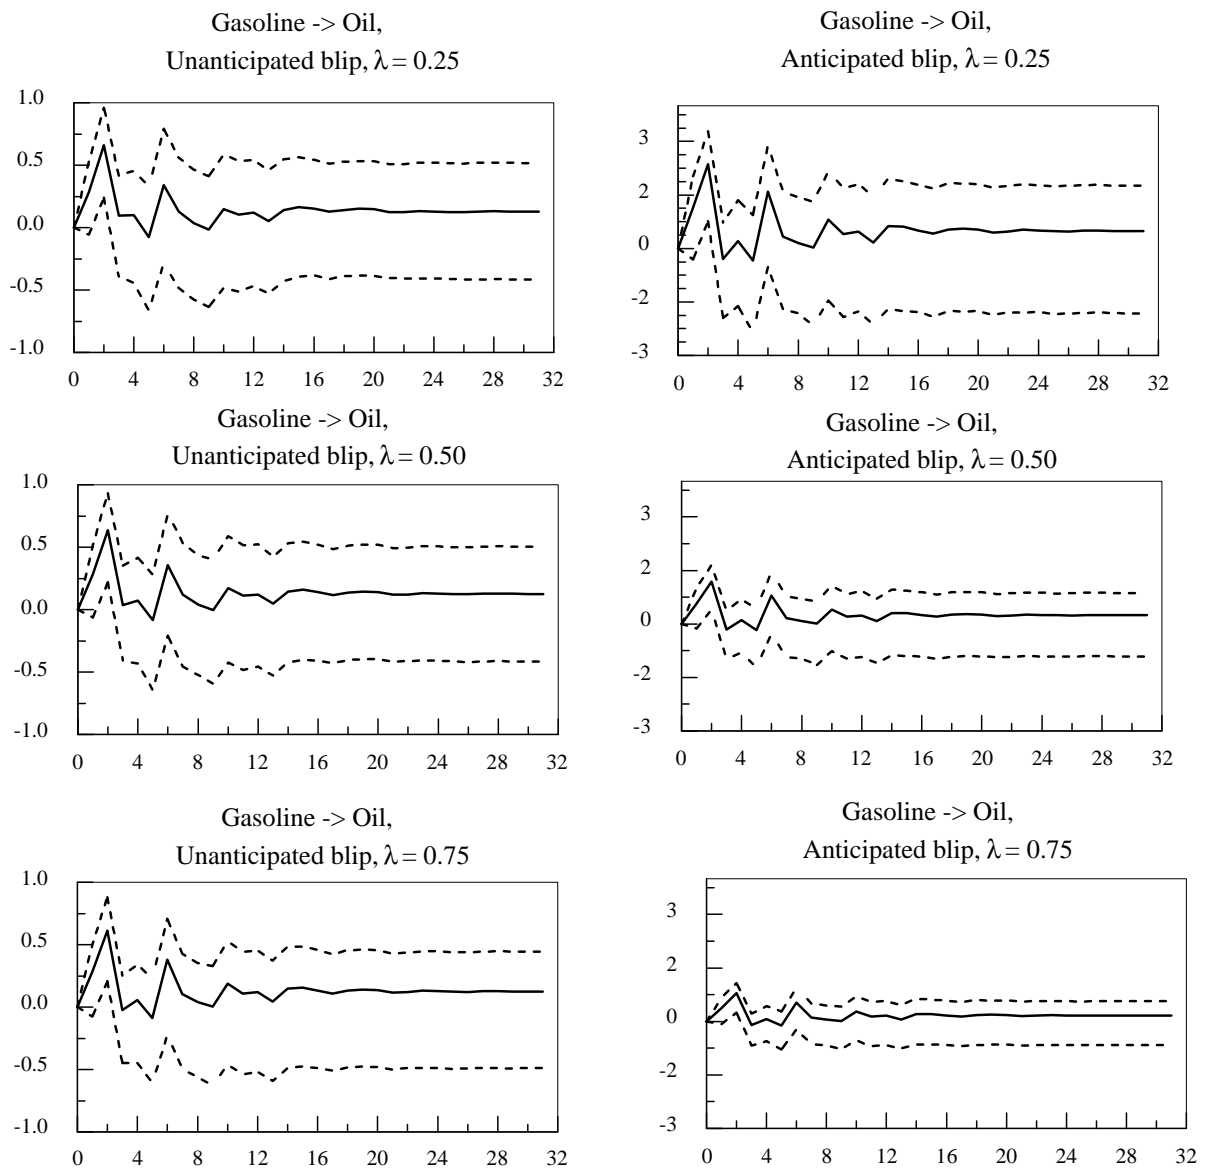 Gasoline -> Oil,
Unanticipated blip, λ = 0.25
1.0
0.5
0.0
-0.5
-1.0
0 4 8 12 16 20 24 28 32
Gasoline -> Oil,
Anticipated blip, λ = 0.25
3
2
0
-2
-3
0 4 8 12 16 20 24 28 32
Gasoline -> Oil,
Unanticipated blip, λ = 0.50
1.0
0.5
0.0
-0.5
-1.0
0 4 8 12 16 20 24 28 32
Gasoline -> Oil,
Anticipated blip, λ = 0.50
3
2
0
-2
-3
0 4 8 12 16 20 24 28 32
Gasoline -> Oil,
Unanticipated blip, λ = 0.75
1.0
0.5
0.0
-0.5
-1.0
0 4 8 12 16 20 24 28 32
Gasoline -> Oil,
Anticipated blip, λ = 0.75
3
2
0
-2
-3
0 4 8 12 16 20 24 28 32